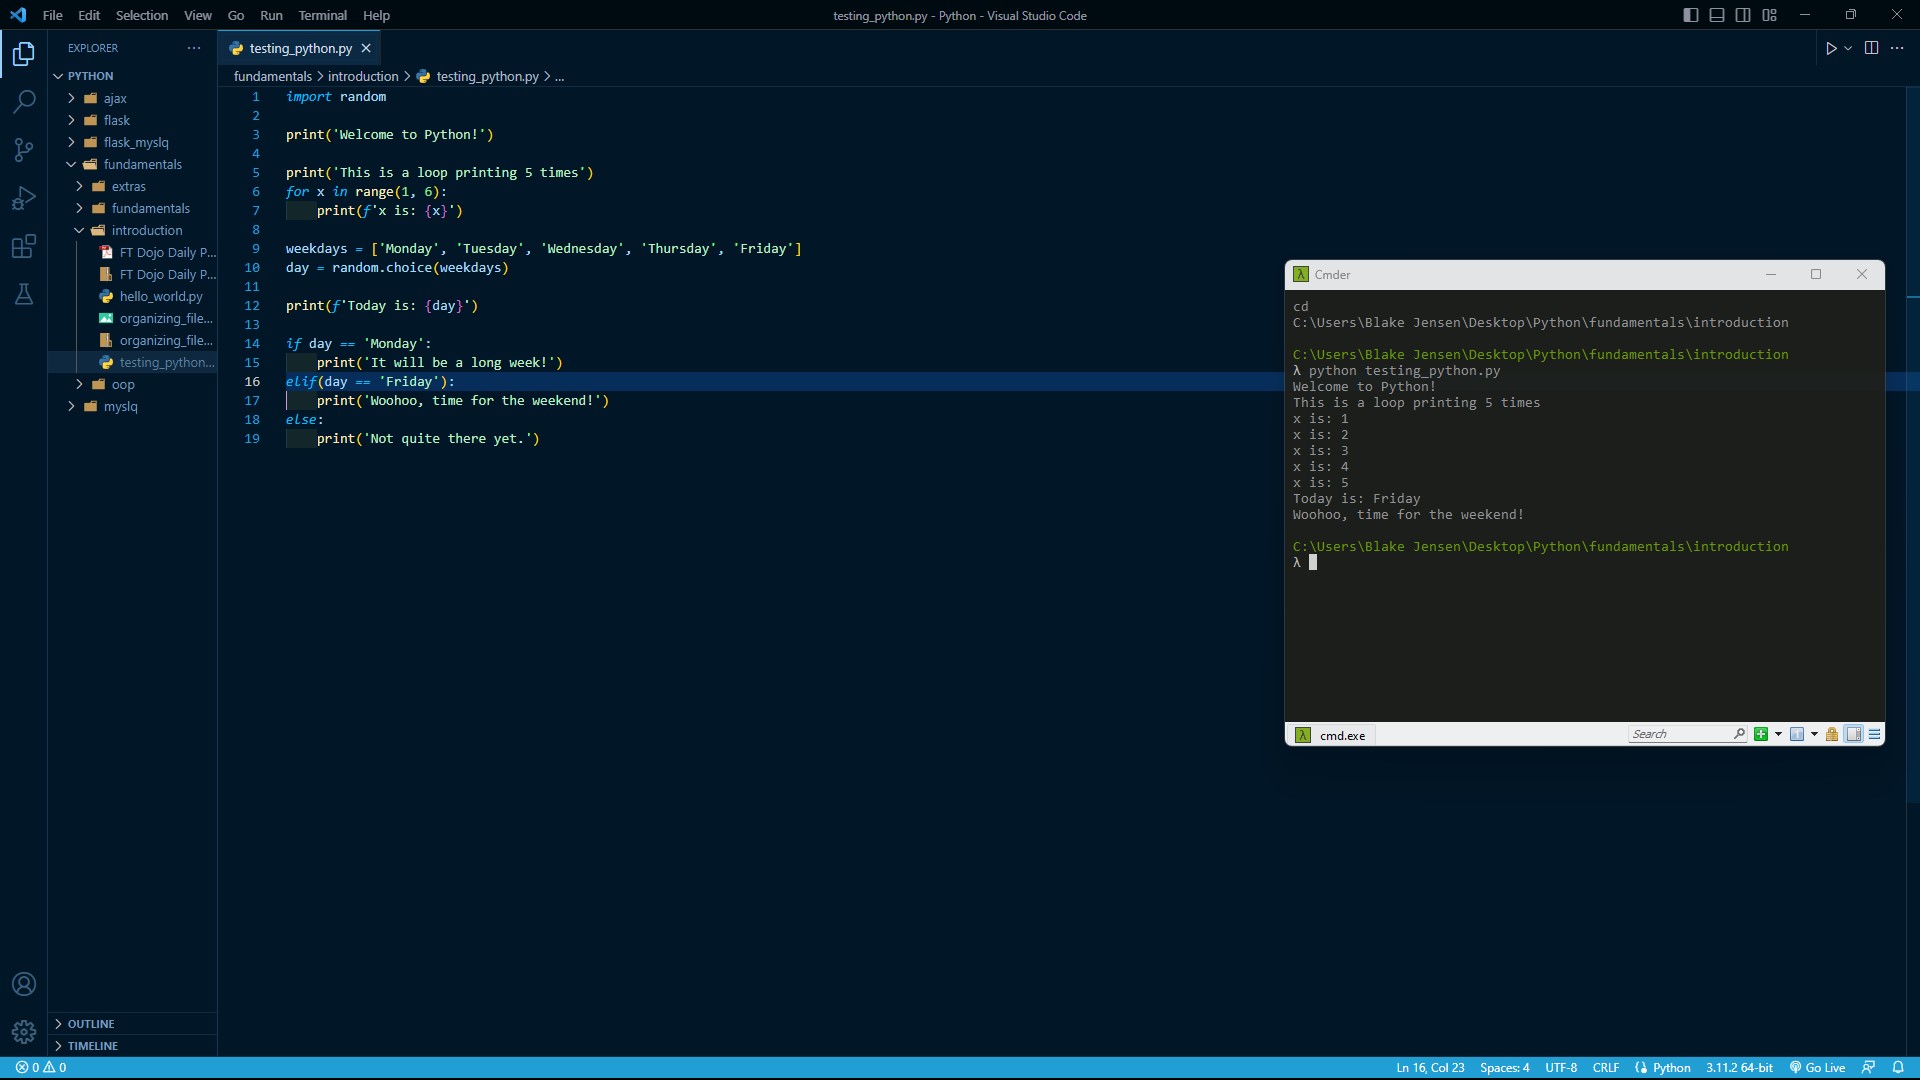 File Edit Selection View Go Run Terminal Help
testing_python.py - Python - Visual Studio Code
EXPLORER ...
PYTHON
ajax
flask
flask_myslq
fundamentals
extras
fundamentals
introduction
FT Dojo Daily P...
FT Dojo Daily P...
hello_world.py
organizing_file...
organizing_file...
testing_python...
oop
myslq
OUTLINE
TIMELINE
testing_python.py
fundamentals > introduction > testing_python.py > ...
1 import random
2
3 print('Welcome to Python!')
4
5 print('This is a loop printing 5 times')
6 for x in range(1, 6):
7     print(f'x is: {x}')
8
9 weekdays = ['Monday', 'Tuesday', 'Wednesday', 'Thursday', 'Friday']
10 day = random.choice(weekdays)
11
12 print(f'Today is: {day}')
13
14 if day == 'Monday':
15     print('It will be a long week!')
16 elif(day == 'Friday'):
17     print('Woohoo, time for the weekend!')
18 else:
19     print('Not quite there yet.')
λ Cmder
cd
C:\Users\Blake Jensen\Desktop\Python\fundamentals\introduction
C:\Users\Blake Jensen\Desktop\Python\fundamentals\introduction
λ python testing_python.py
Welcome to Python!
This is a loop printing 5 times
x is: 1
x is: 2
x is: 3
x is: 4
x is: 5
Today is: Friday
Woohoo, time for the weekend!
C:\Users\Blake Jensen\Desktop\Python\fundamentals\introduction
λ
λ cmd.exe
Search
0 0
Ln 16, Col 23 Spaces: 4 UTF-8 CRLF Python 3.11.2 64-bit Go Live